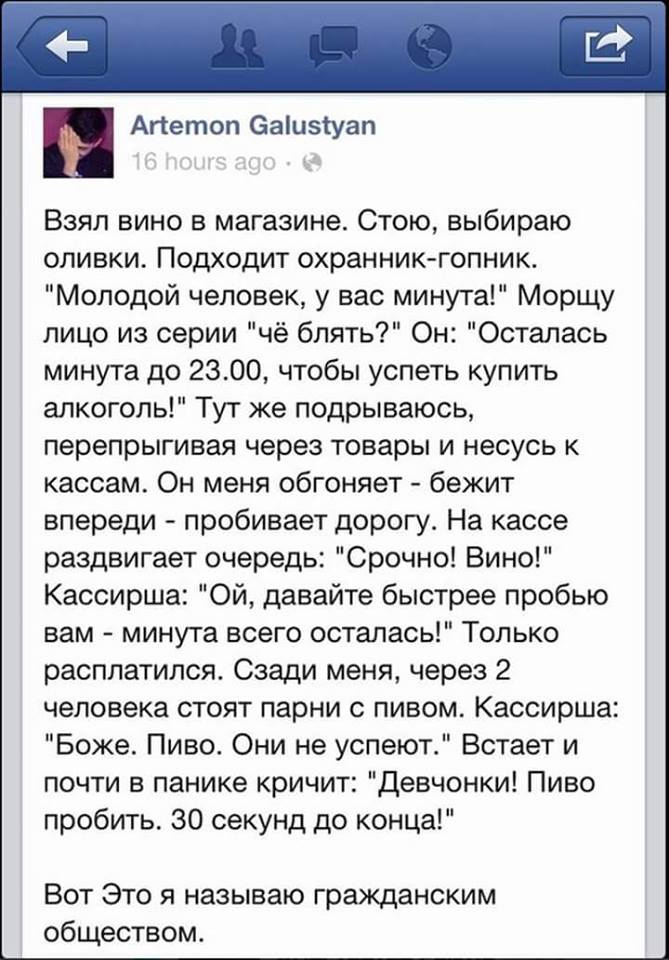 Artemon Galustyan
16 hours ago ·
Взял вино в магазине. Стою, выбираю
оливки. Подходит охранник-гопник.
"Молодой человек, у вас минута!" Морщу
лицо из серии "чё блять?" Он: "Осталась
минута до 23.00, чтобы успеть купить
алкоголь!" Тут же подрываюсь,
перепрыгивая через товары и несусь к
кассам. Он меня обгоняет - бежит
впереди - пробивает дорогу. На кассе
раздвигает очередь: "Срочно! Вино!"
Кассирша: "Ой, давайте быстрее пробью
вам - минута всего осталась!" Только
расплатился. Сзади меня, через 2
человека стоят парни с пивом. Кассирша:
"Боже. Пиво. Они не успеют." Встает и
почти в панике кричит: "Девчонки! Пиво
пробить. 30 секунд до конца!"
Вот Это я называю гражданским
обществом.